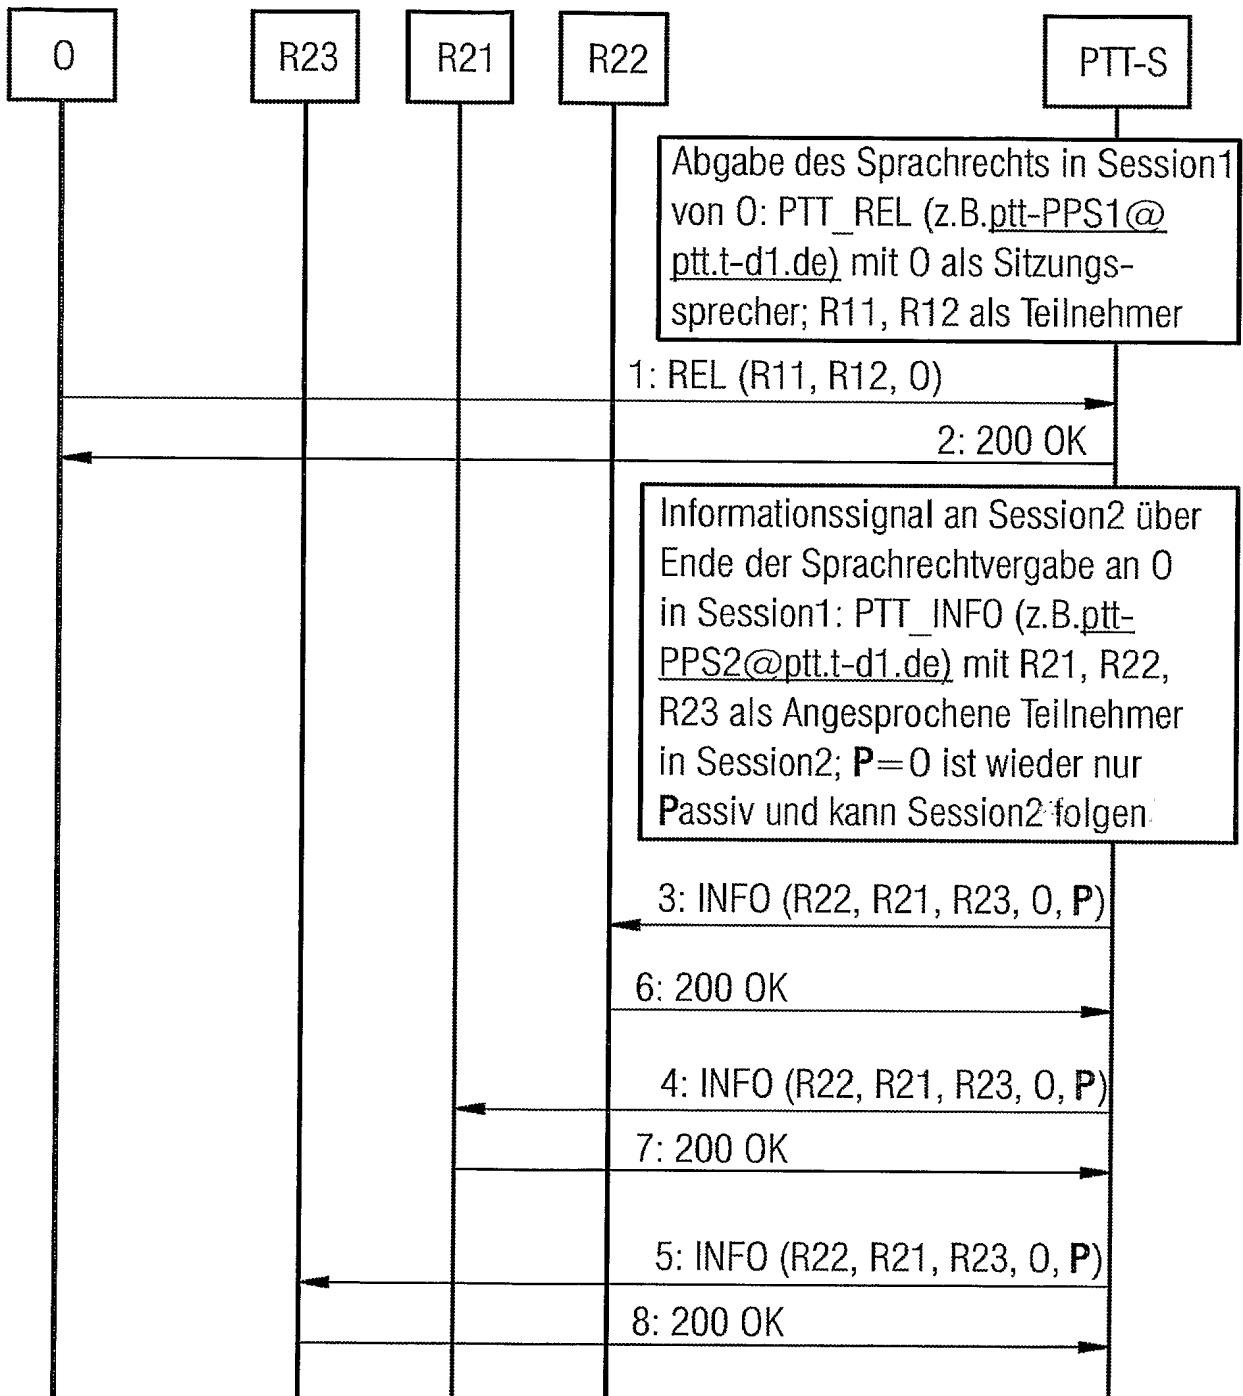 O
R23
R21
R22
PTT-S
Abgabe des Sprachrechts in Session1
von O: PTT_REL (z.B.ptt-PPS1@
ptt.t-d1.de) mit O als Sitzungs-
sprecher; R11, R12 als Teilnehmer
1: REL (R11, R12, O)
2: 200 OK
Informationssignal an Session2 über
Ende der Sprachrechtvergabe an O
in Session1: PTT_INFO (z.B.ptt-
PPS2@ptt.t-d1.de) mit R21, R22,
R23 als Angesprochene Teilnehmer
in Session2; P=O ist wieder nur
Passiv und kann Session2 folgen
3: INFO (R22, R21, R23, O, P)
6: 200 OK
4: INFO (R22, R21, R23, O, P)
7: 200 OK
5: INFO (R22, R21, R23, O, P)
8: 200 OK